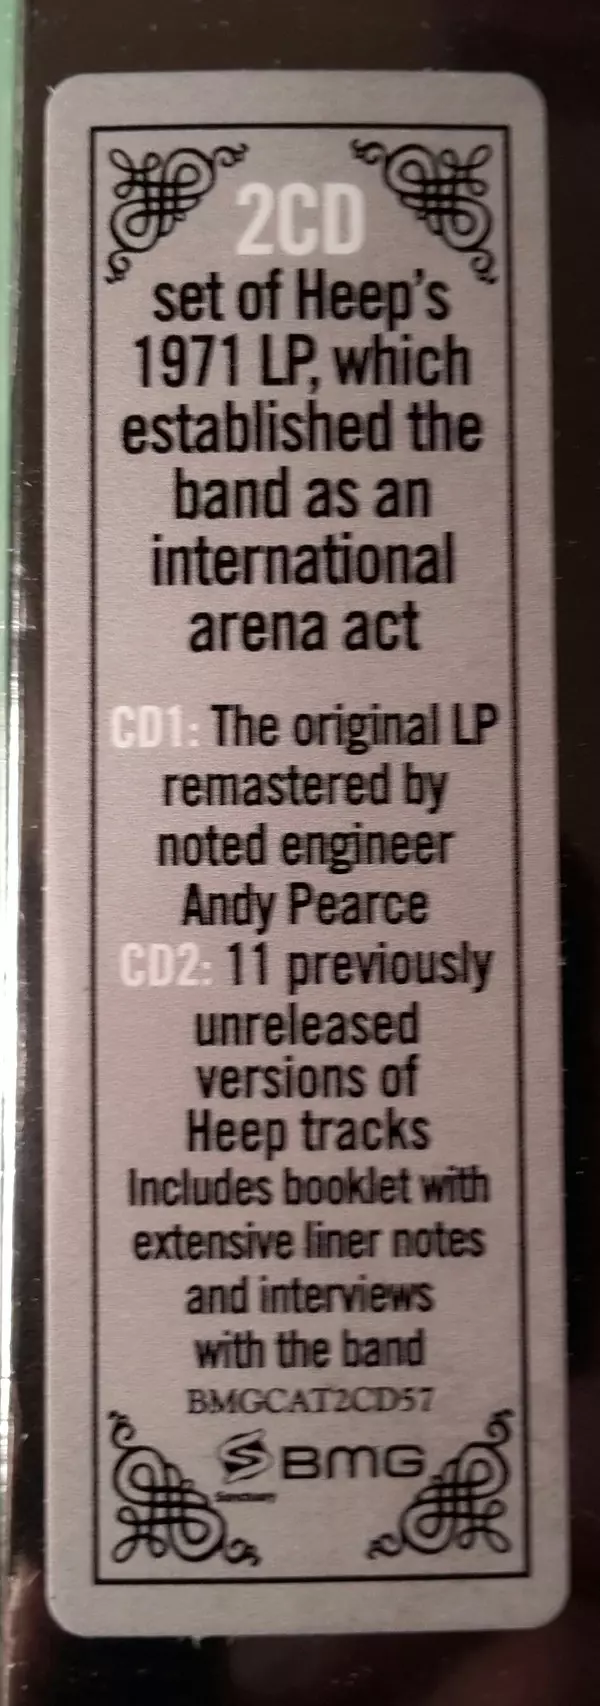 2CD
set of Heep's
1971 LP, which
established the
band as an
international
arena act
CD1: The original LP
remastered by
noted engineer
Andy Pearce
CD2: 11 previously
unreleased
versions of
Heep tracks
Includes booklet with
extensive liner notes
and interviews
with the band
BMGCAT2CD57
BMG
Sanctuary